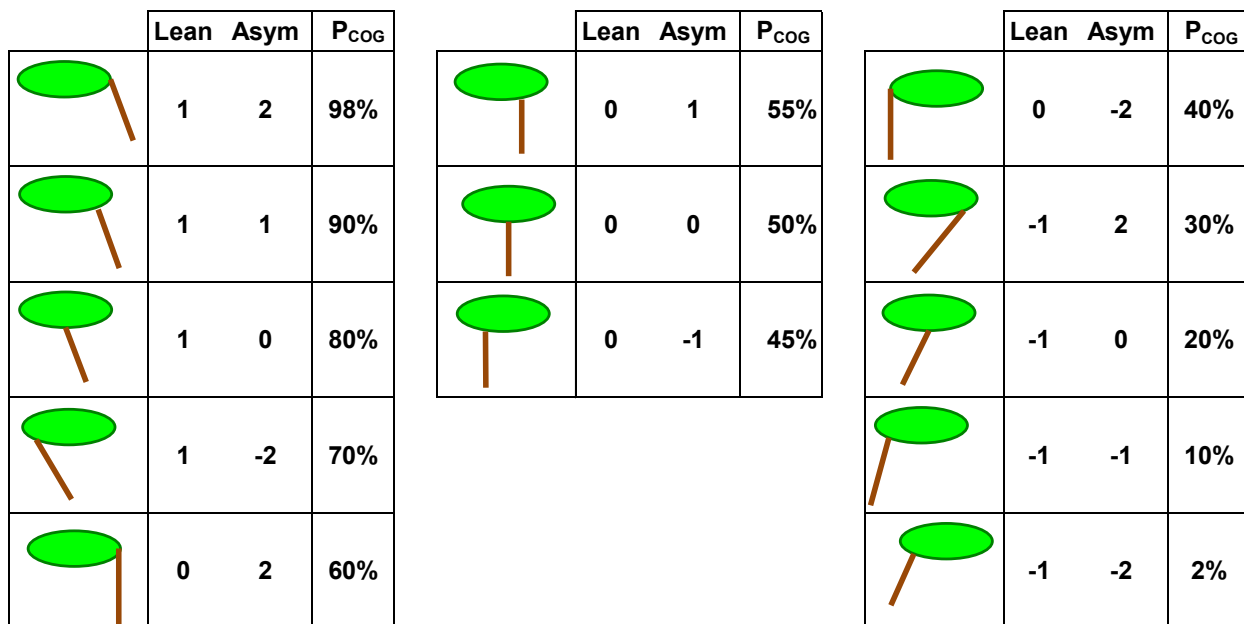 Lean Asym PCOG
1 2 98%
1 1 90%
1 0 80%
1 -2 70%
0 2 60%
Lean Asym PCOG
0 1 55%
0 0 50%
0 -1 45%
Lean Asym PCOG
0 -2 40%
-1 2 30%
-1 0 20%
-1 -1 10%
-1 -2 2%